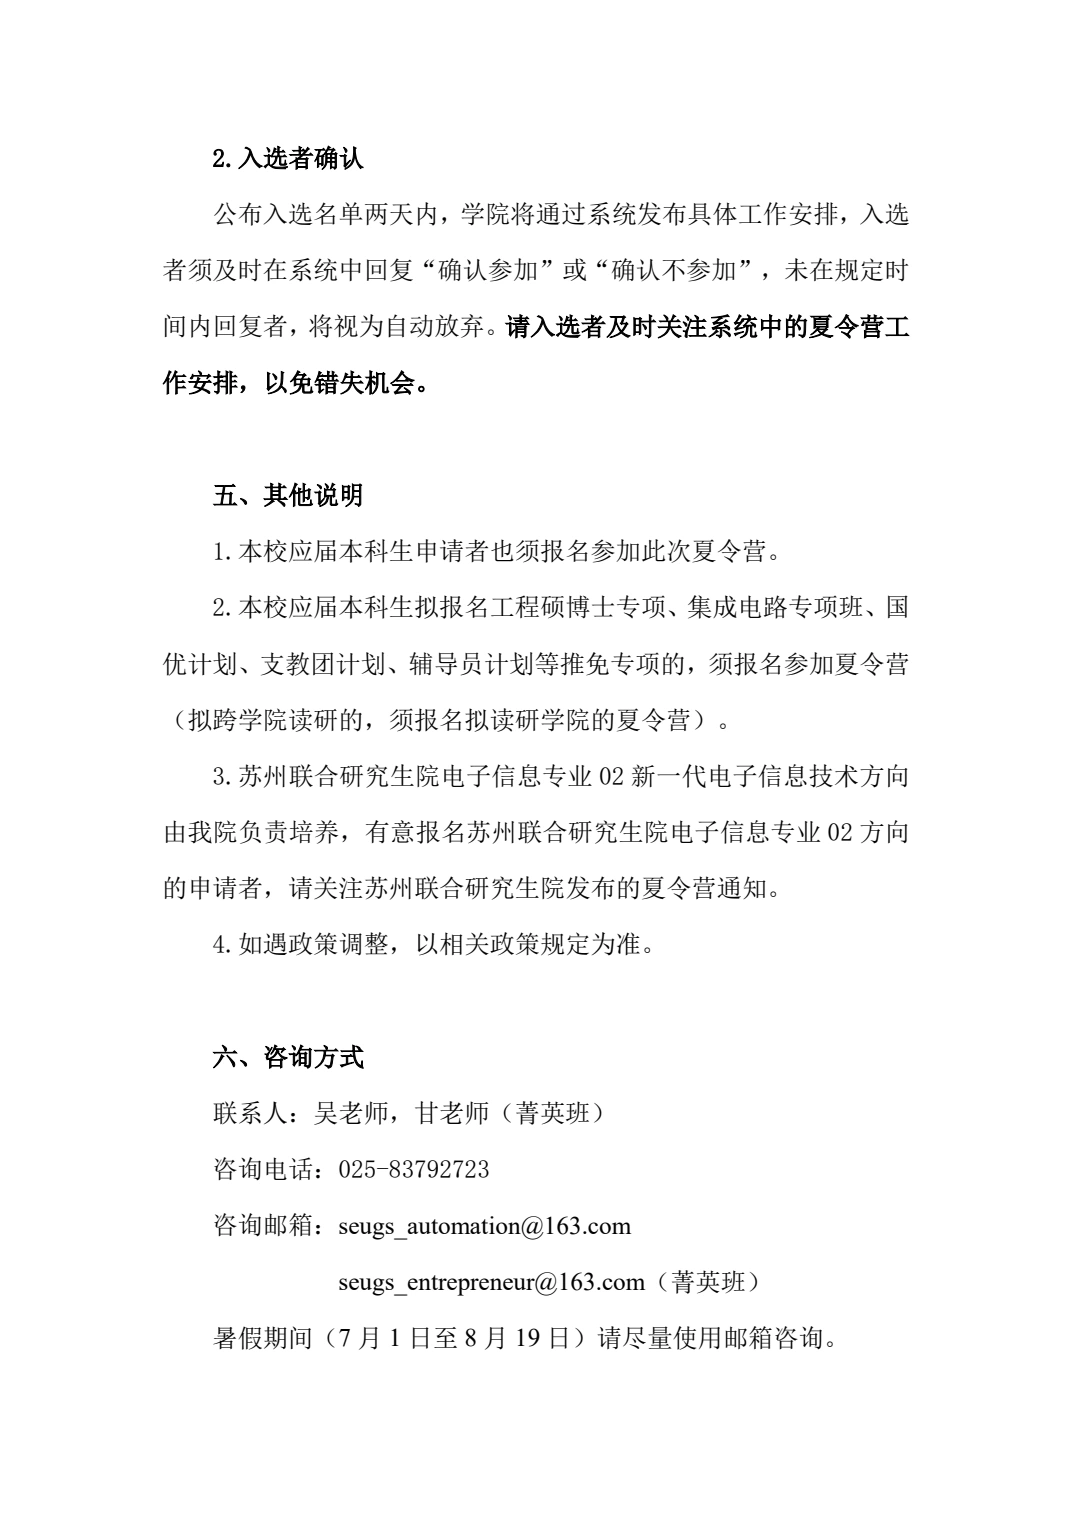 2.入选者确认
公布入选名单两天内，学院将通过系统发布具体工作安排，入选
者须及时在系统中回复“确认参加”或“确认不参加”，未在规定时
间内回复者，将视为自动放弃。请入选者及时关注系统中的夏令营工
作安排，以免错失机会。
五、其他说明
1.本校应届本科生申请者也须报名参加此次夏令营。
2.本校应届本科生拟报名工程硕博士专项、集成电路专项班、国
优计划、支教团计划、辅导员计划等推免专项的，须报名参加夏令营
（拟跨学院读研的，须报名拟读研学院的夏令营）。
3.苏州联合研究生院电子信息专业 02 新一代电子信息技术方向
由我院负责培养，有意报名苏州联合研究生院电子信息专业 02 方向
的申请者，请关注苏州联合研究生院发布的夏令营通知。
4.如遇政策调整，以相关政策规定为准。
六、咨询方式
联系人：吴老师，甘老师（菁英班）
咨询电话：025-83792723
咨询邮箱：seugs_automation@163.com
seugs_entrepreneur@163.com（菁英班）
暑假期间（7 月 1 日至 8 月 19 日）请尽量使用邮箱咨询。